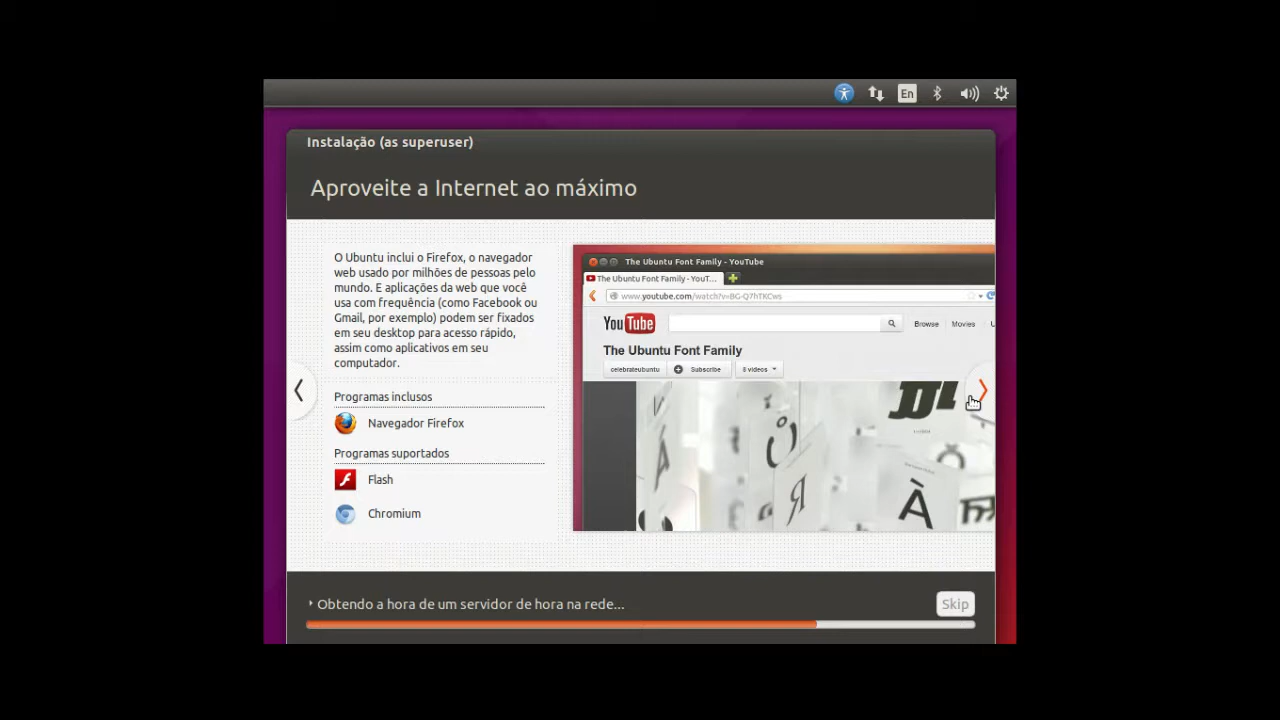 En
Instalação (as superuser)
Aproveite a Internet ao máximo
O Ubuntu inclui o Firefox, o navegador
web usado por milhões de pessoas pelo
mundo. E aplicações da web que você
usa com frequência (como Facebook ou
Gmail, por exemplo) podem ser fixados
em seu desktop para acesso rápido,
assim como aplicativos em seu
computador.
Programas inclusos
Navegador Firefox
Programas suportados
Flash
Chromium
The Ubuntu Font Family - YouTube
The Ubuntu Font Family - YouT...
www.youtube.com/watch?v=BG-Q7hTKCws
YouTube
Browse
Movies
U
The Ubuntu Font Family
celebrateubuntu
Subscribe
8 videos
Á
Я
À
Obtendo a hora de um servidor de hora na rede...
Skip